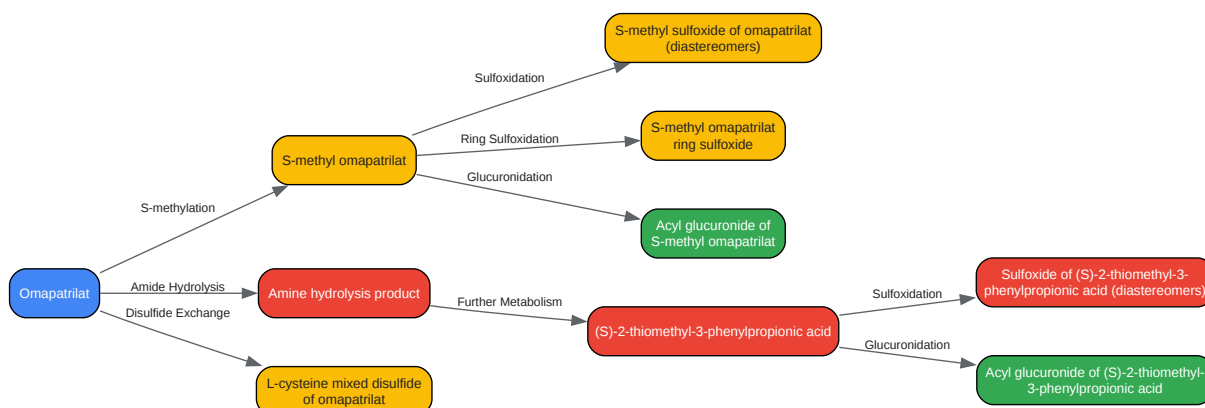 S-methyl sulfoxide of omapatrilat
(diastereomers)
Sulfoxidation
S-methyl omapatrilat
ring sulfoxide
Ring Sulfoxidation
S-methyl omapatrilat
Glucuronidation
Acyl glucuronide of
S-methyl omapatrilat
S-methylation
Omapatrilat
Amide Hydrolysis
Amine hydrolysis product
Disulfide Exchange
Further Metabolism
(S)-2-thiomethyl-3-phenylpropionic acid
Sulfoxidation
Sulfoxide of (S)-2-thiomethyl-3-
phenylpropionic acid (diastereomers)
Glucuronidation
Acyl glucuronide of (S)-2-thiomethyl-
3-phenylpropionic acid
L-cysteine mixed disulfide
of omapatrilat